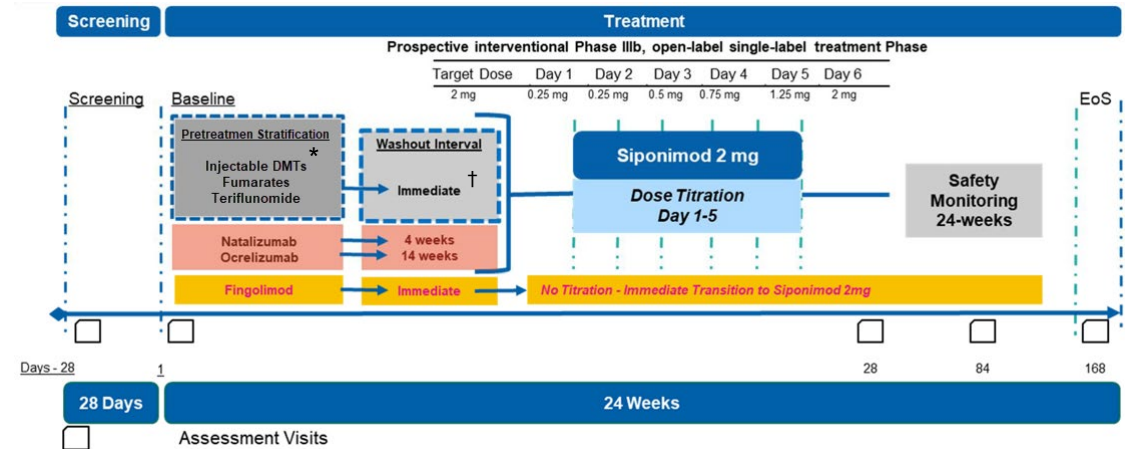 Screening Treatment
Prospective interventional Phase IIIb, open-label single-label treatment Phase
Target Dose Day 1 Day 2 Day 3 Day 4 Day 5 Day 6
2 mg 0.25 mg 0.25 mg 0.5 mg 0.75 mg 1.25 mg 2 mg
Screening Baseline EoS
Pretreatmen Stratification
*
Injectable DMTs
Fumarates
Teriflunomide
Washout Interval
Immediate †
Natalizumab 4 weeks
Ocrelizumab 14 weeks
Fingolimod Immediate No Titration - Immediate Transition to Siponimod 2mg
Siponimod 2 mg
Dose Titration
Day 1-5
Safety
Monitoring
24-weeks
Days - 28 1 28 84 168
28 Days 24 Weeks
Assessment Visits